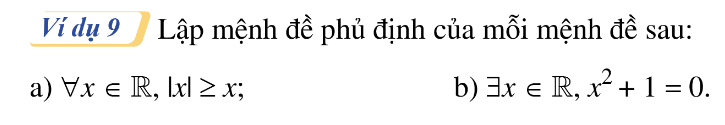 Ví dụ 9 Lập mệnh đề phủ định của mỗi mệnh đề sau:
a) ∀x ∈ ℝ, |x| ≥ x; b) ∃x ∈ ℝ, x² + 1 = 0.